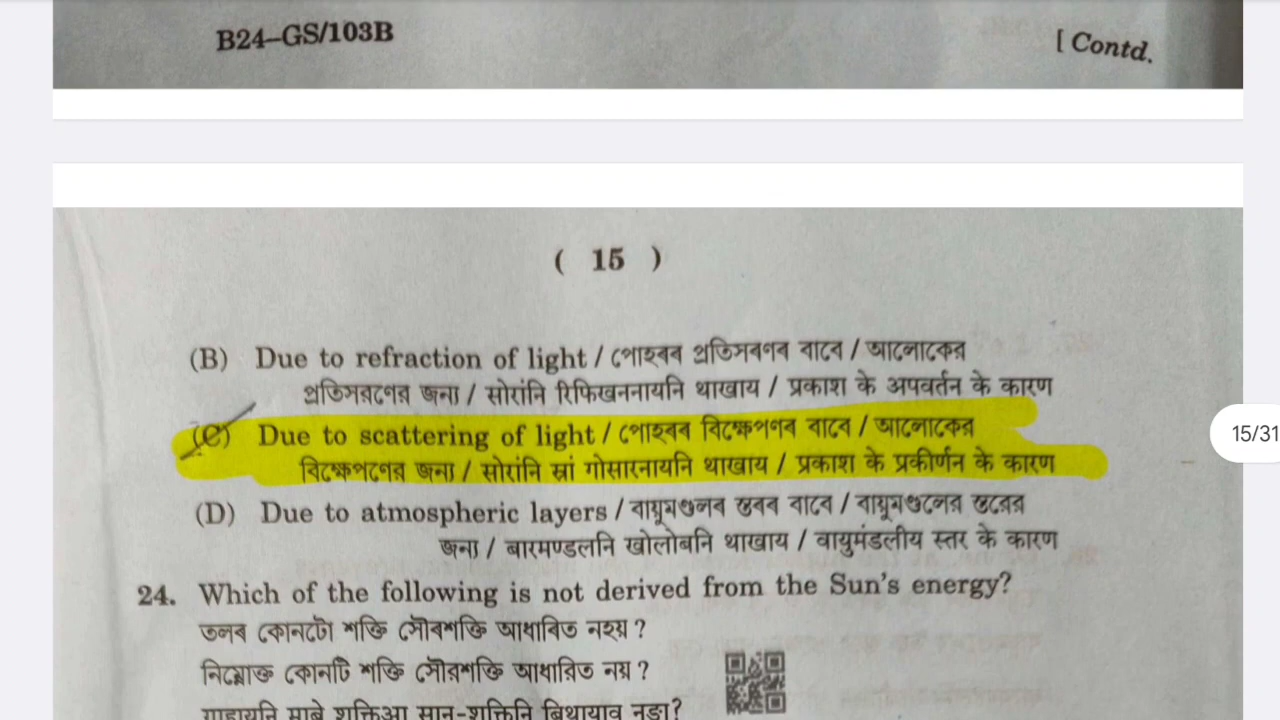 B24–GS/103B
[ Contd.
( 15 )
(B) Due to refraction of light / পোহৰৰ প্ৰতিসৰণৰ বাবে / আলোকের
প্রতিসরণের জন্য / सोरांनि रिफिखननायनि थाखाय / प्रकाश के अपवर्तन के कारण
(C) Due to scattering of light / পোহৰৰ বিক্ষেপণৰ বাবে / আলোকের
বিক্ষেপণের জন্য / सोरांनि स्रां गोसारनायनि थाखाय / प्रकाश के प्रकीर्णन के कारण
15/31
(D) Due to atmospheric layers / বায়ুমণ্ডলৰ স্তৰৰ বাবে / বায়ুমণ্ডলের স্তরের
জন্য / बारमण्डलनि खोलोबनि थाखाय / वायुमंडलीय स्तर के कारण
24. Which of the following is not derived from the Sun's energy?
তলৰ কোনটো শক্তি সৌৰশক্তি আধাৰিত নহয় ?
নিম্নোক্ত কোনটি শক্তি সৌরশক্তি আধারিত নয় ?
गाहायनि माबे शक्तिआ सान-शक्तिनि बिथायाव नङा?